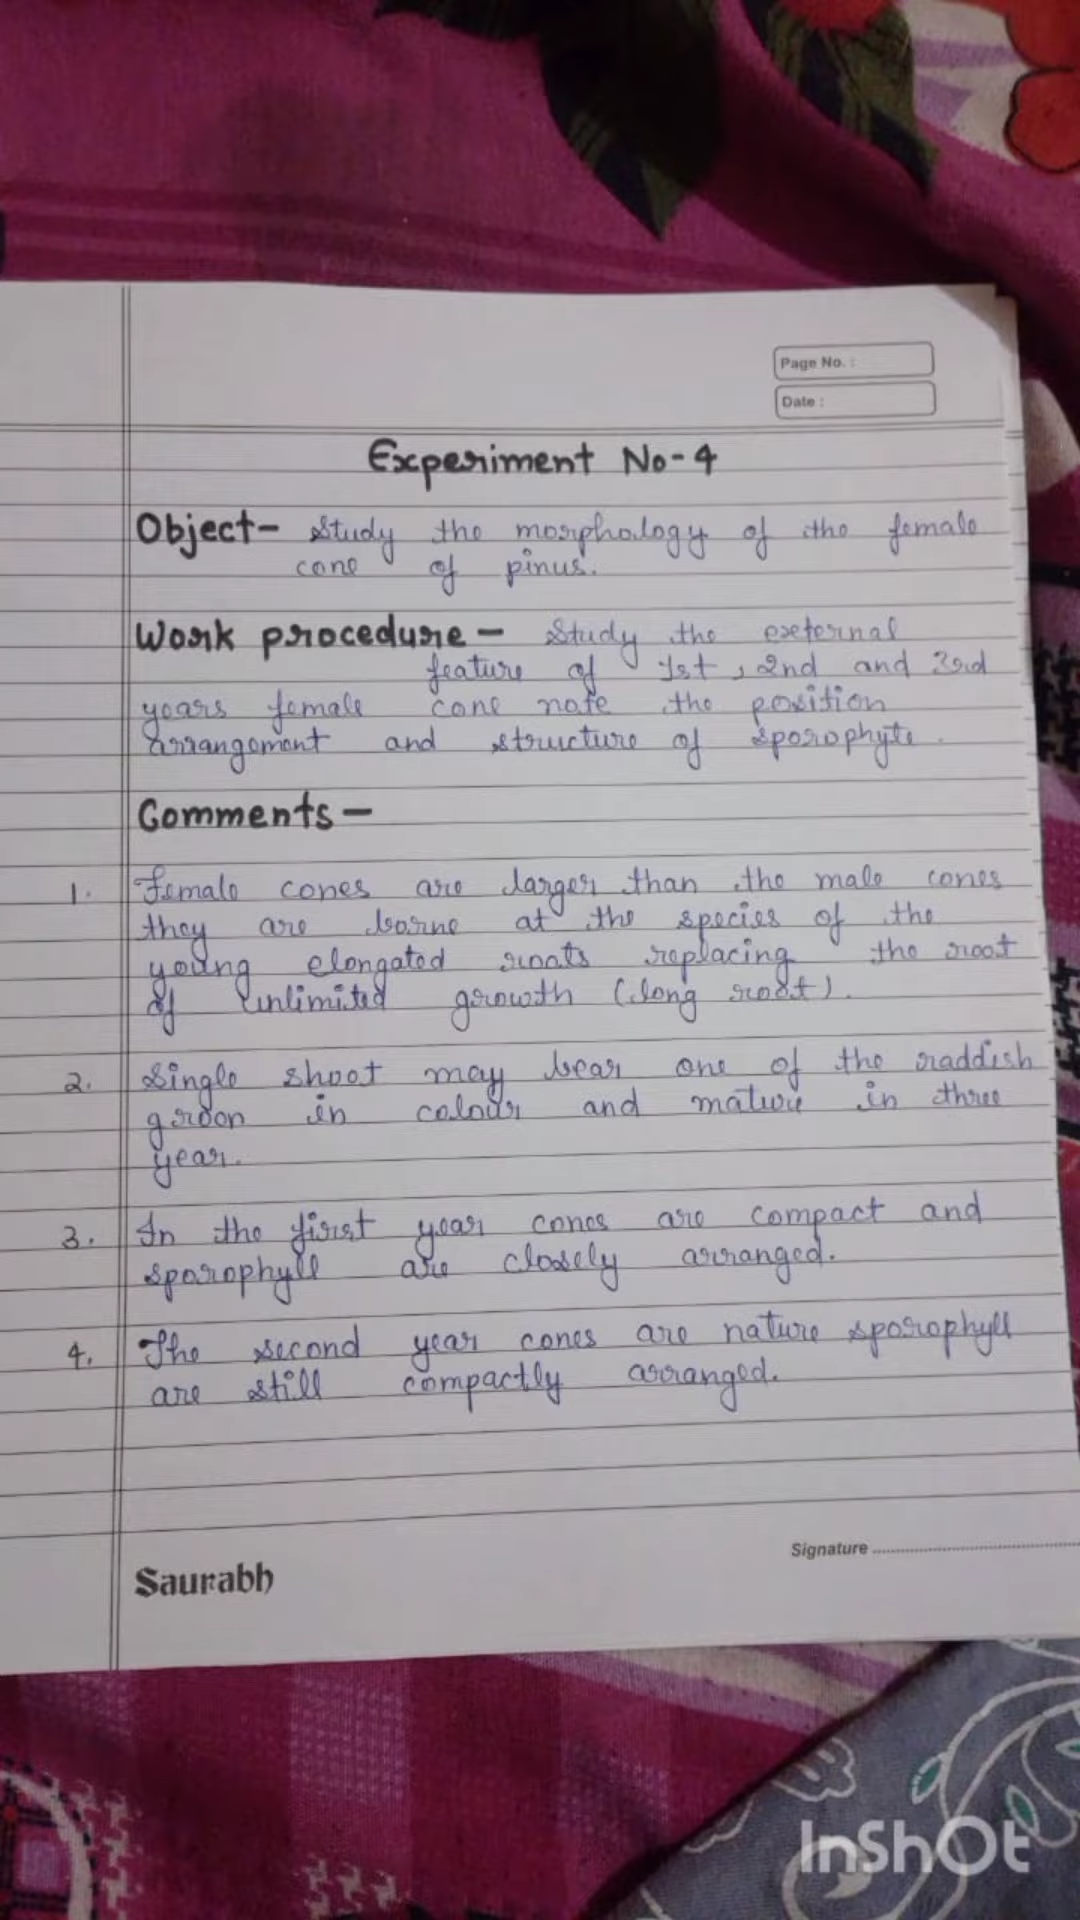 Page No. :
Date :
Experiment No-4
Object- Study the morphology of the female
cone of pinus.
Work procedure- Study the external
feature of 1st, 2nd and 3rd
years female cone note the position
arrangement and structure of sporophyte.
Comments-
1. Female cones are larger than the male cones
they are borne at the species of the
young elongated roots replacing the root
of unlimited growth (long root).
2. Single shoot may bear one of the raddish
green in colour and mature in three
year.
3. In the first year cones are compact and
sporophyll are closely arranged.
4. The second year cones are nature sporophyll
are still compactly arranged.
Signature
Saurabh
InShOt